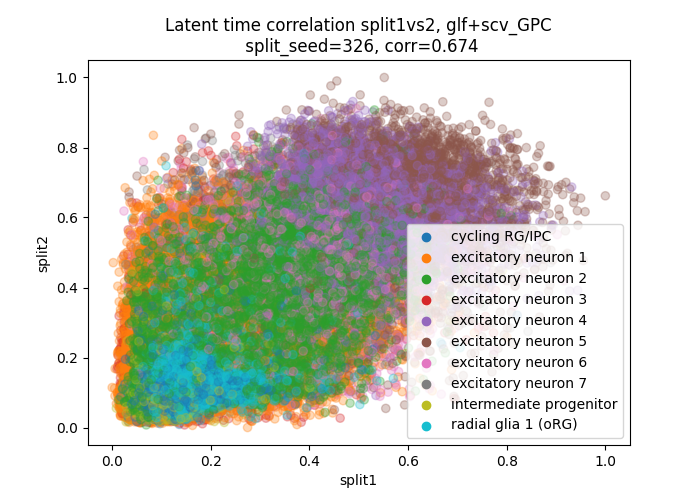 Latent time correlation split1vs2, glf+scv_GPC
split_seed=326, corr=0.674
1.0
0.8
0.6
0.4
0.2
0.0
split2
cycling RG/IPC
excitatory neuron 1
excitatory neuron 2
excitatory neuron 3
excitatory neuron 4
excitatory neuron 5
excitatory neuron 6
excitatory neuron 7
intermediate progenitor
radial glia 1 (oRG)
0.0 0.2 0.4 0.6 0.8 1.0
split1